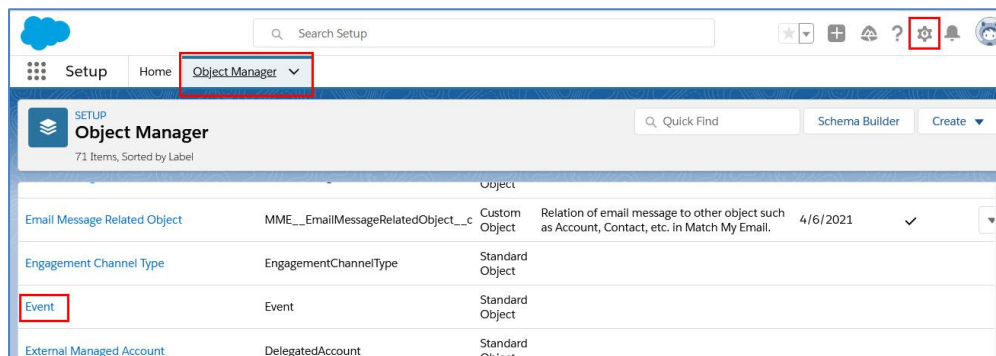 Search Setup
Setup Home Object Manager
SETUP
Object Manager
71 Items, Sorted by Label
Quick Find
Schema Builder
Create
Object
Email Message Related Object MME__EmailMessageRelatedObject__c Custom Object Relation of email message to other object such as Account, Contact, etc. in Match My Email. 4/6/2021
Engagement Channel Type EngagementChannelType Standard Object
Event Event Standard Object
External Managed Account DelegatedAccount Standard Object